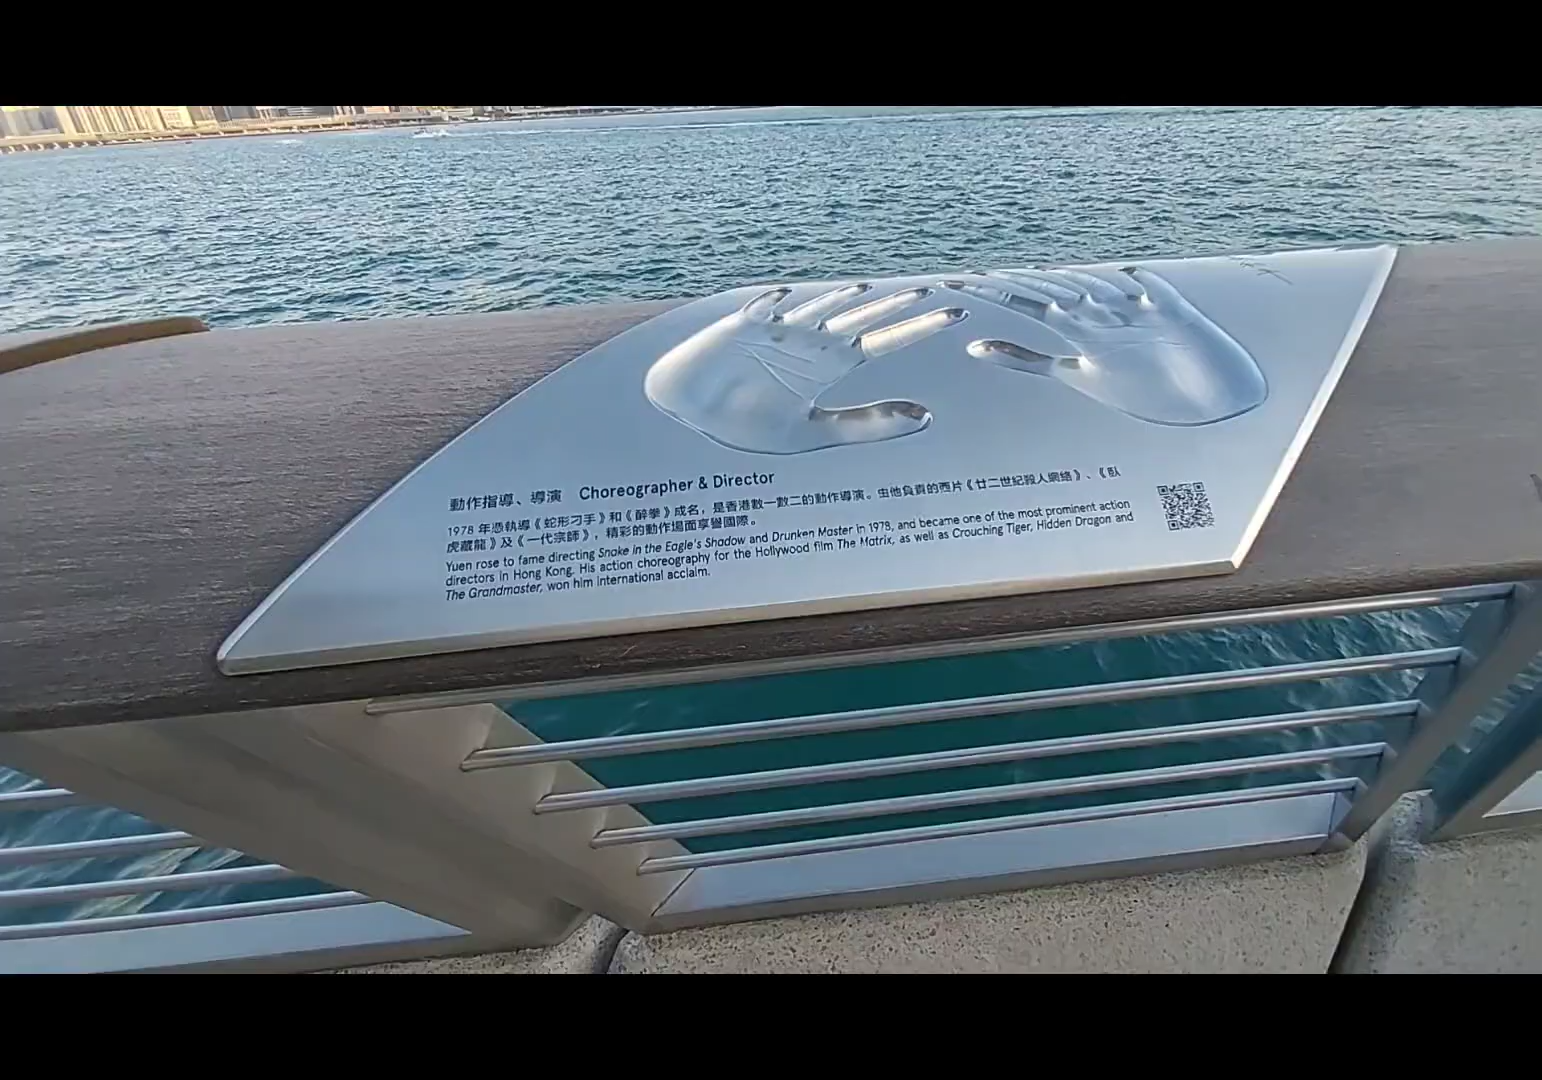 動作指導、導演 Choreographer & Director
1978 年憑執導《蛇形刁手》和《醉拳》成名，是香港數一數二的動作導演。由他負責的西片《廿二世紀殺人網絡》、《臥
虎藏龍》及《一代宗師》，精彩的動作場面享譽國際。
Yuen rose to fame directing Snake in the Eagle's Shadow and Drunken Master in 1978, and became one of the most prominent action
directors in Hong Kong. His action choreography for the Hollywood film The Matrix, as well as Crouching Tiger, Hidden Dragon and
The Grandmaster, won him international acclaim.